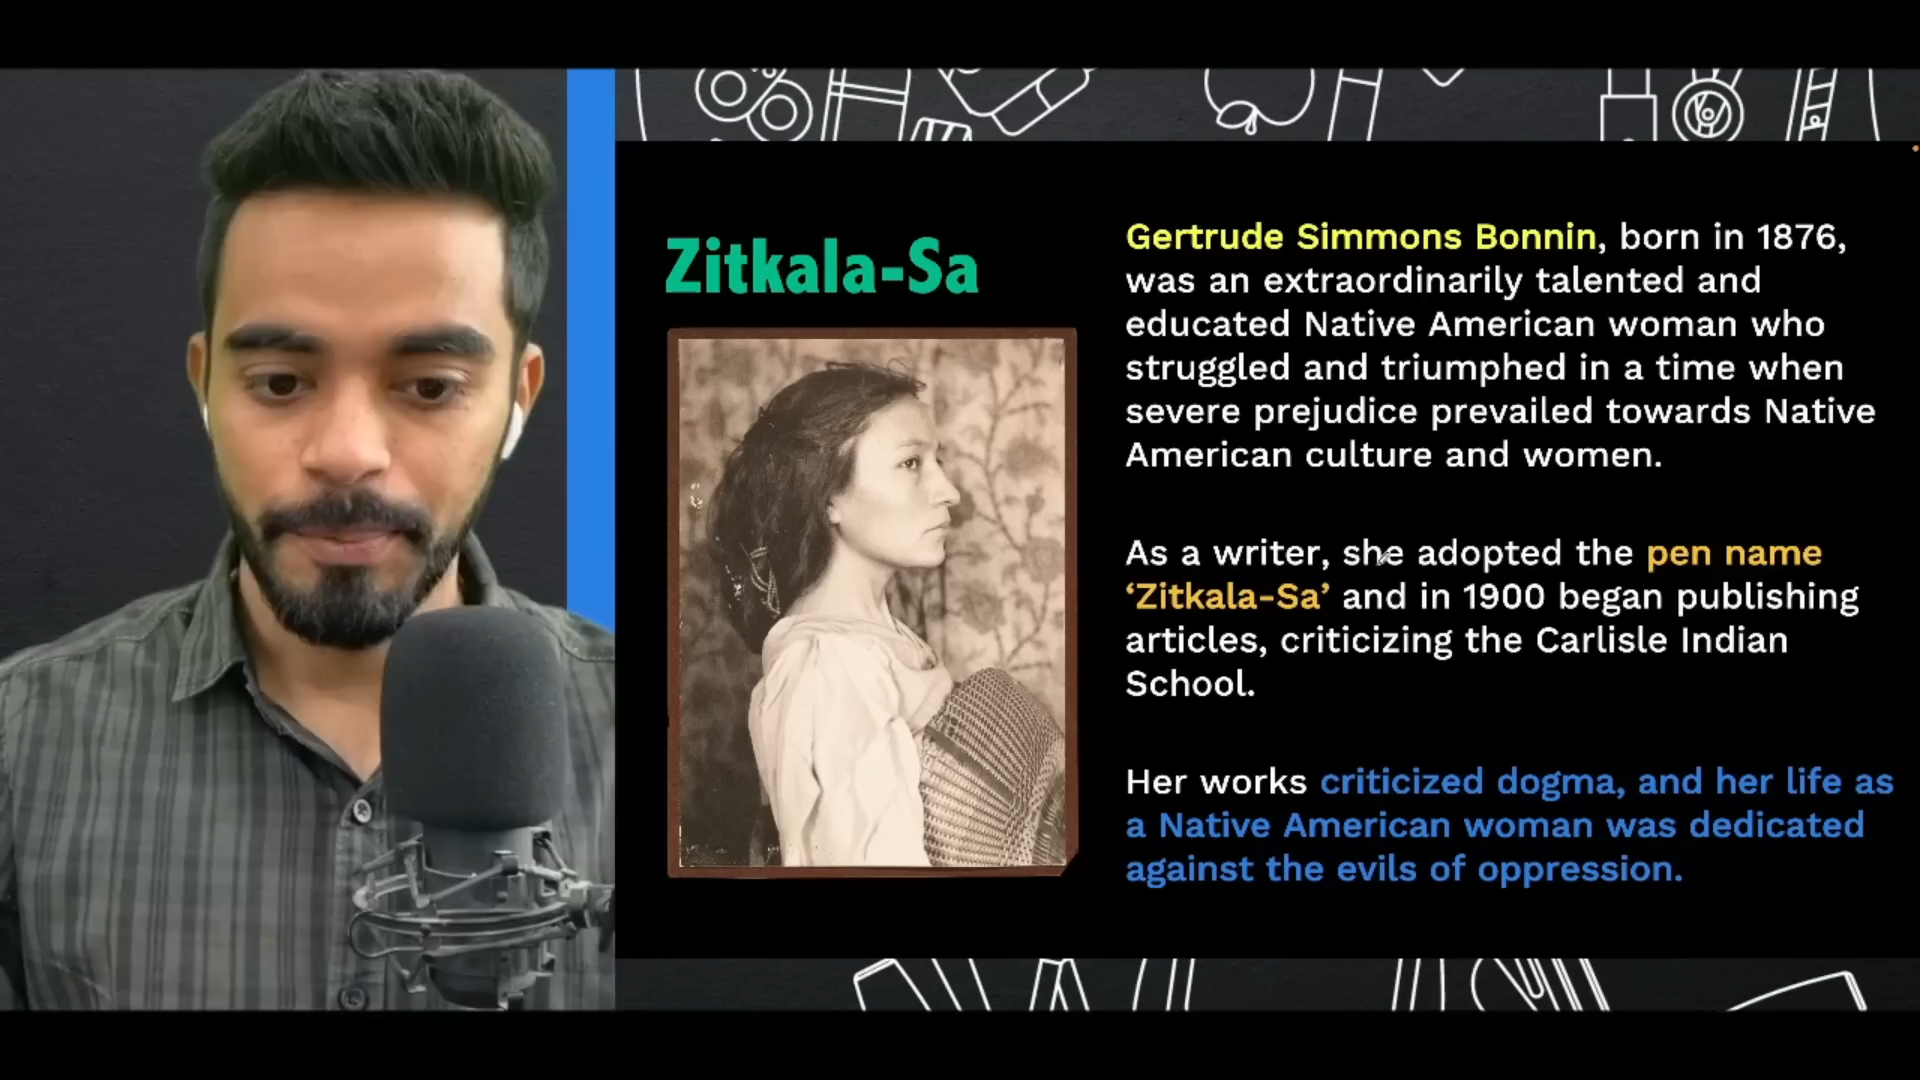 Zitkala-Sa
Gertrude Simmons Bonnin, born in 1876,
was an extraordinarily talented and
educated Native American woman who
struggled and triumphed in a time when
severe prejudice prevailed towards Native
American culture and women.
As a writer, she adopted the pen name
‘Zitkala-Sa’ and in 1900 began publishing
articles, criticizing the Carlisle Indian
School.
Her works criticized dogma, and her life as
a Native American woman was dedicated
against the evils of oppression.